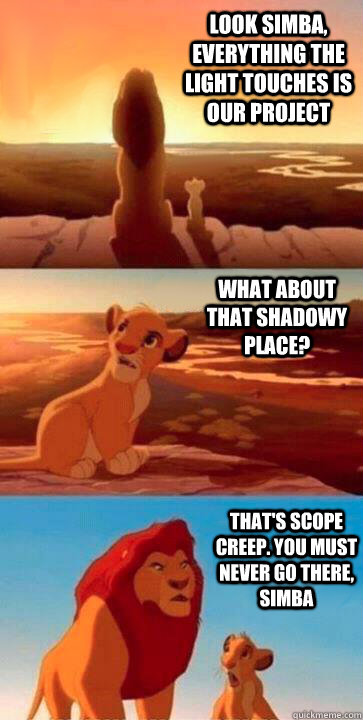 LOOK SIMBA,
EVERYTHING THE
LIGHT TOUCHES IS
OUR PROJECT
WHAT ABOUT
THAT SHADOWY
PLACE?
THAT'S SCOPE
CREEP. YOU MUST
NEVER GO THERE,
SIMBA
quickmeme.com